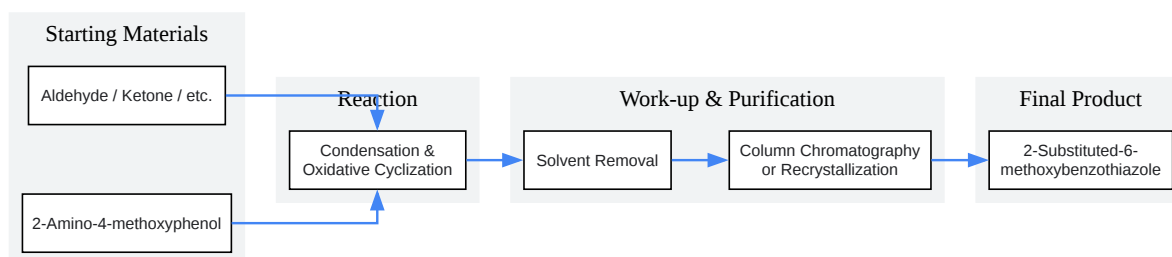 Starting Materials
Aldehyde / Ketone / etc.
2-Amino-4-methoxyphenol
Reaction
Condensation &
Oxidative Cyclization
Work-up & Purification
Solvent Removal
Column Chromatography
or Recrystallization
Final Product
2-Substituted-6-
methoxybenzothiazole